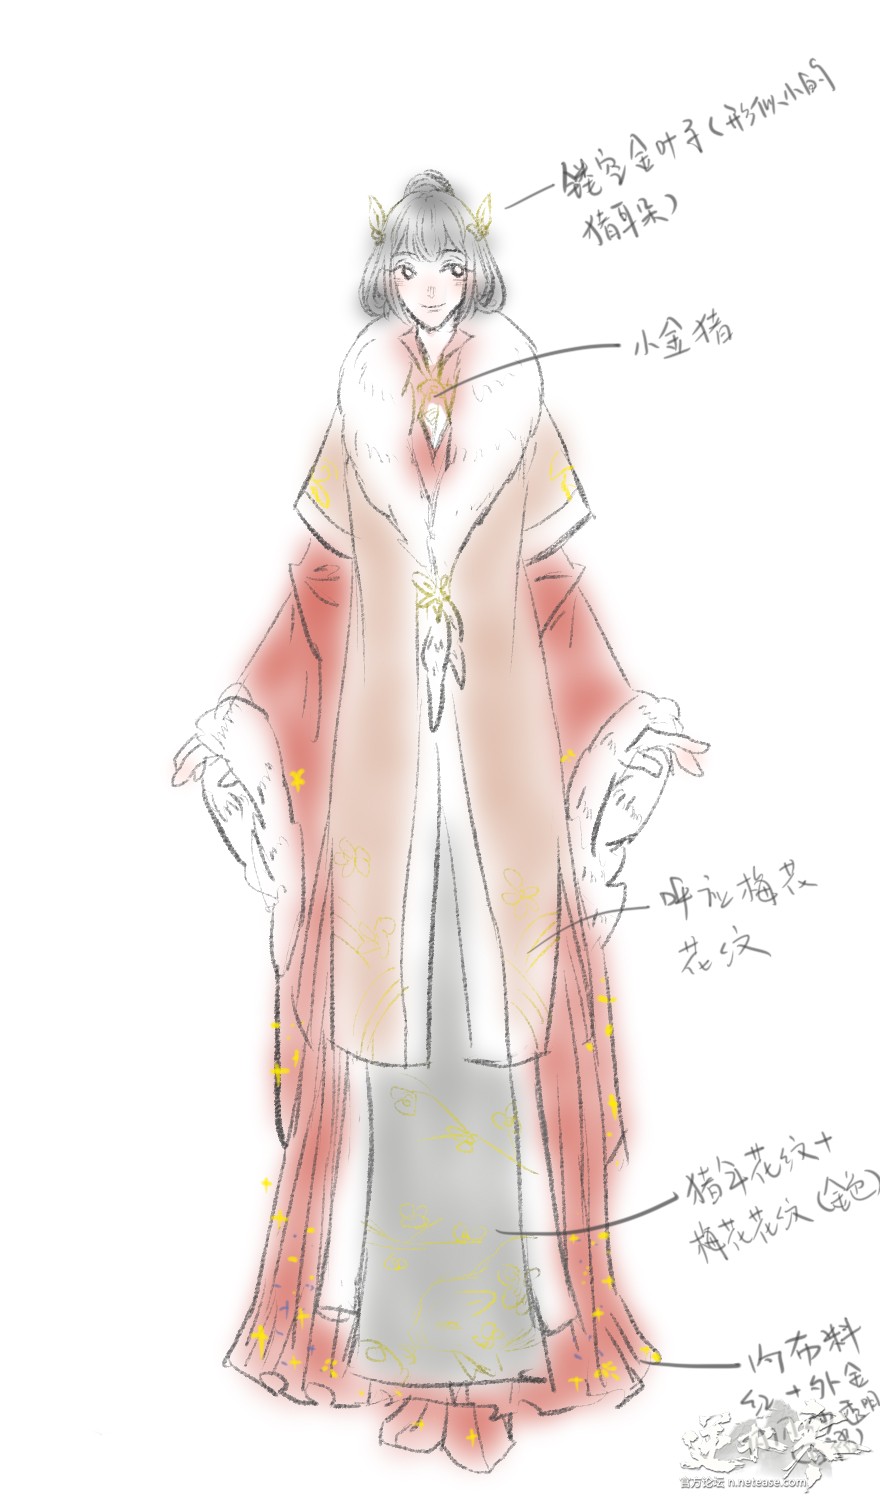 镂空金叶子(形似小的
猪耳朵)
小金猪
呼应梅花
花纹
猪年花纹+
梅花花纹(金色)
内布料
红+外金
官方论坛 n.netease.com